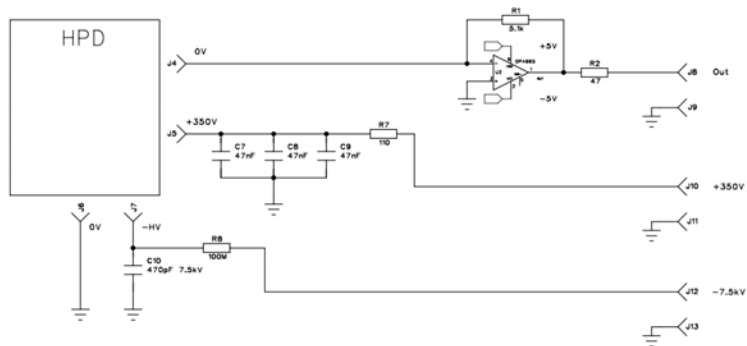 HPD
J4
0V
R1
5.1k
+5V
-5V
R2
47
J8
Out
J9
J5
+350V
C7
47nF
C8
47nF
C9
47nF
R7
110
J10
+350V
J11
J6
0V
J7
-HV
C10
470pF 7.5kV
R8
100M
J12
-7.5kV
J13